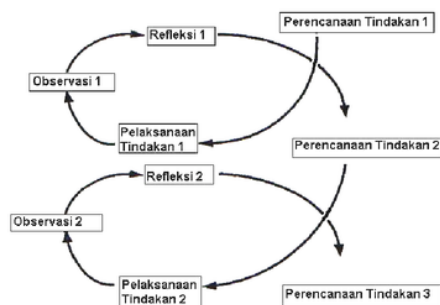 Perencanaan Tindakan 1
Refleksi 1
Observasi 1
Pelaksanaan
Tindakan 1
Perencanaan Tindakan 2
Refleksi 2
Observasi 2
Pelaksanaan
Tindakan 2
Perencanaan Tindakan 3